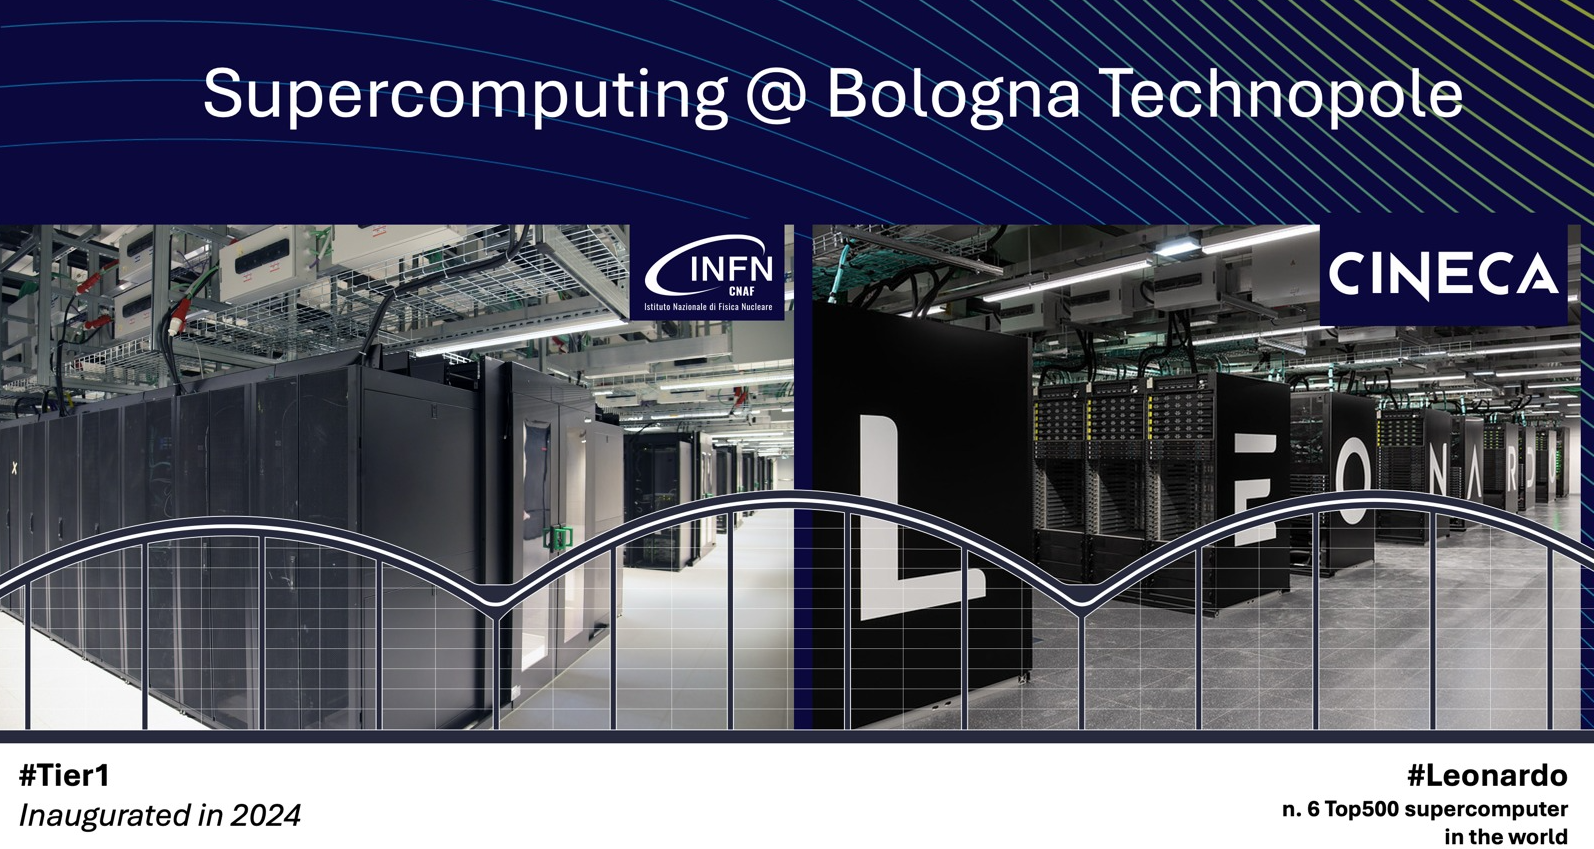 Supercomputing @ Bologna Technopole
INFN
CNAF
Istituto Nazionale di Fisica Nucleare
CINECA
X
L E O N A R D O
#Tier1
Inaugurated in 2024
#Leonardo
n. 6 Top500 supercomputer
in the world